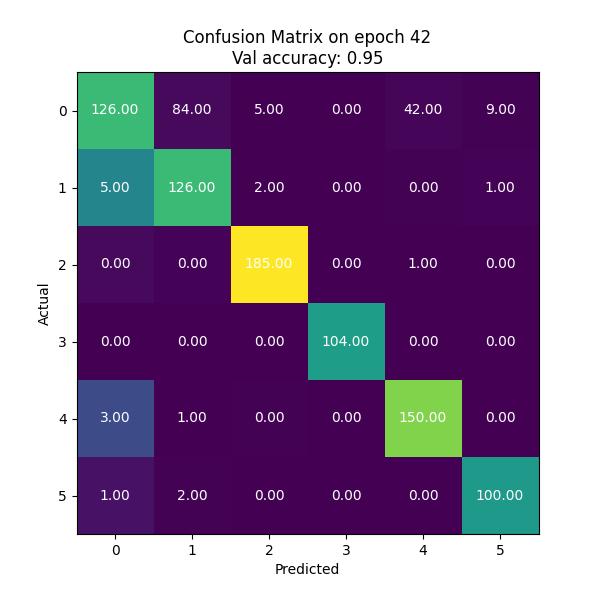 Confusion Matrix on epoch 42
Val accuracy: 0.95
0 126.00 84.00 5.00 0.00 42.00 9.00
1 5.00 126.00 2.00 0.00 0.00 1.00
2 0.00 0.00 185.00 0.00 1.00 0.00
3 0.00 0.00 0.00 104.00 0.00 0.00
4 3.00 1.00 0.00 0.00 150.00 0.00
5 1.00 2.00 0.00 0.00 0.00 100.00
Actual
0 1 2 3 4 5
Predicted